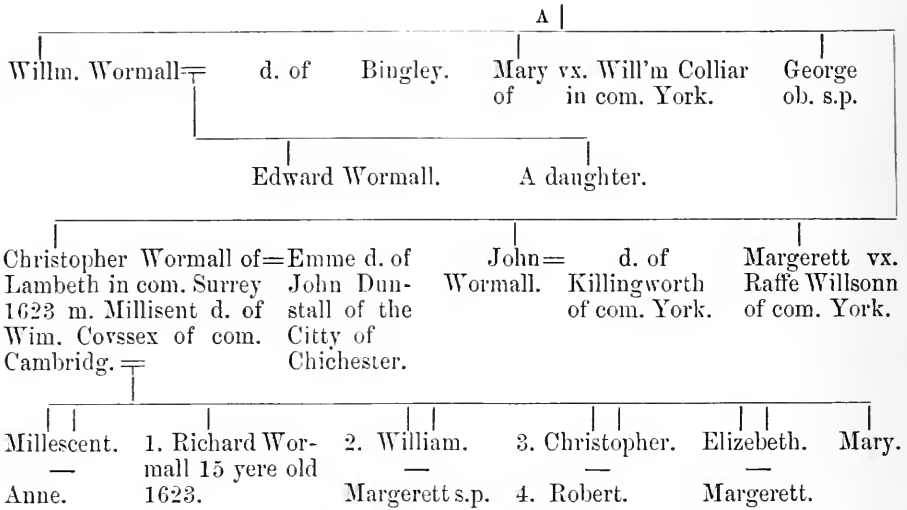 A
Willm. Wormall= d. of Bingley. Mary vx. Will'm Colliar George
of in com. York. ob. s.p.
Edward Wormall. A daughter.
Christopher Wormall of=Emme d. of John= d. of Margerett vx.
Lambeth in com. Surrey John Dun- Wormall. Killingworth Raffe Willsonn
1623 m. Millisent d. of stall of the of com. York. of com. York.
Wim. Covssex of com. Citty of
Cambridg.= Chichester.
Millescent. 1. Richard Wor- 2. William. 3. Christopher. Elizebeth. Mary.
— mall 15 yere old — — —
Anne. 1623. Margerett s.p. 4. Robert. Margerett.